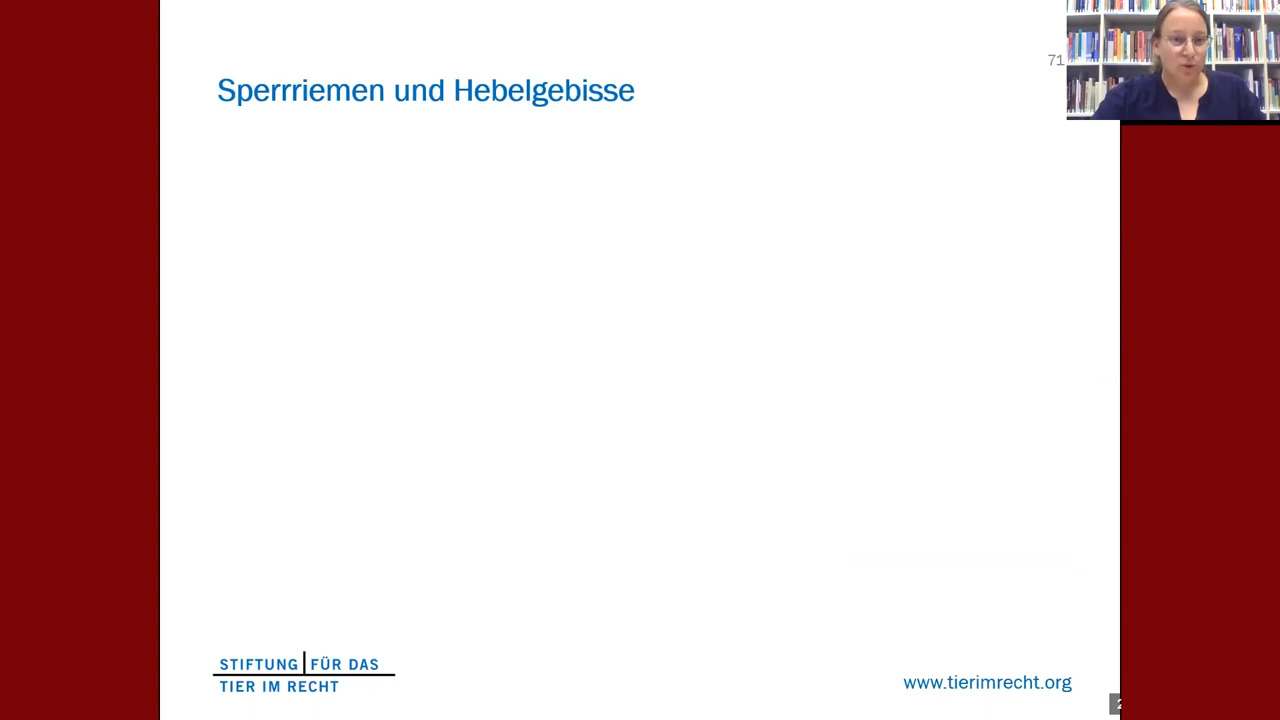 71
Sperrriemen und Hebelgebisse
STIFTUNG FÜR DAS
TIER IM RECHT
www.tierimrecht.org